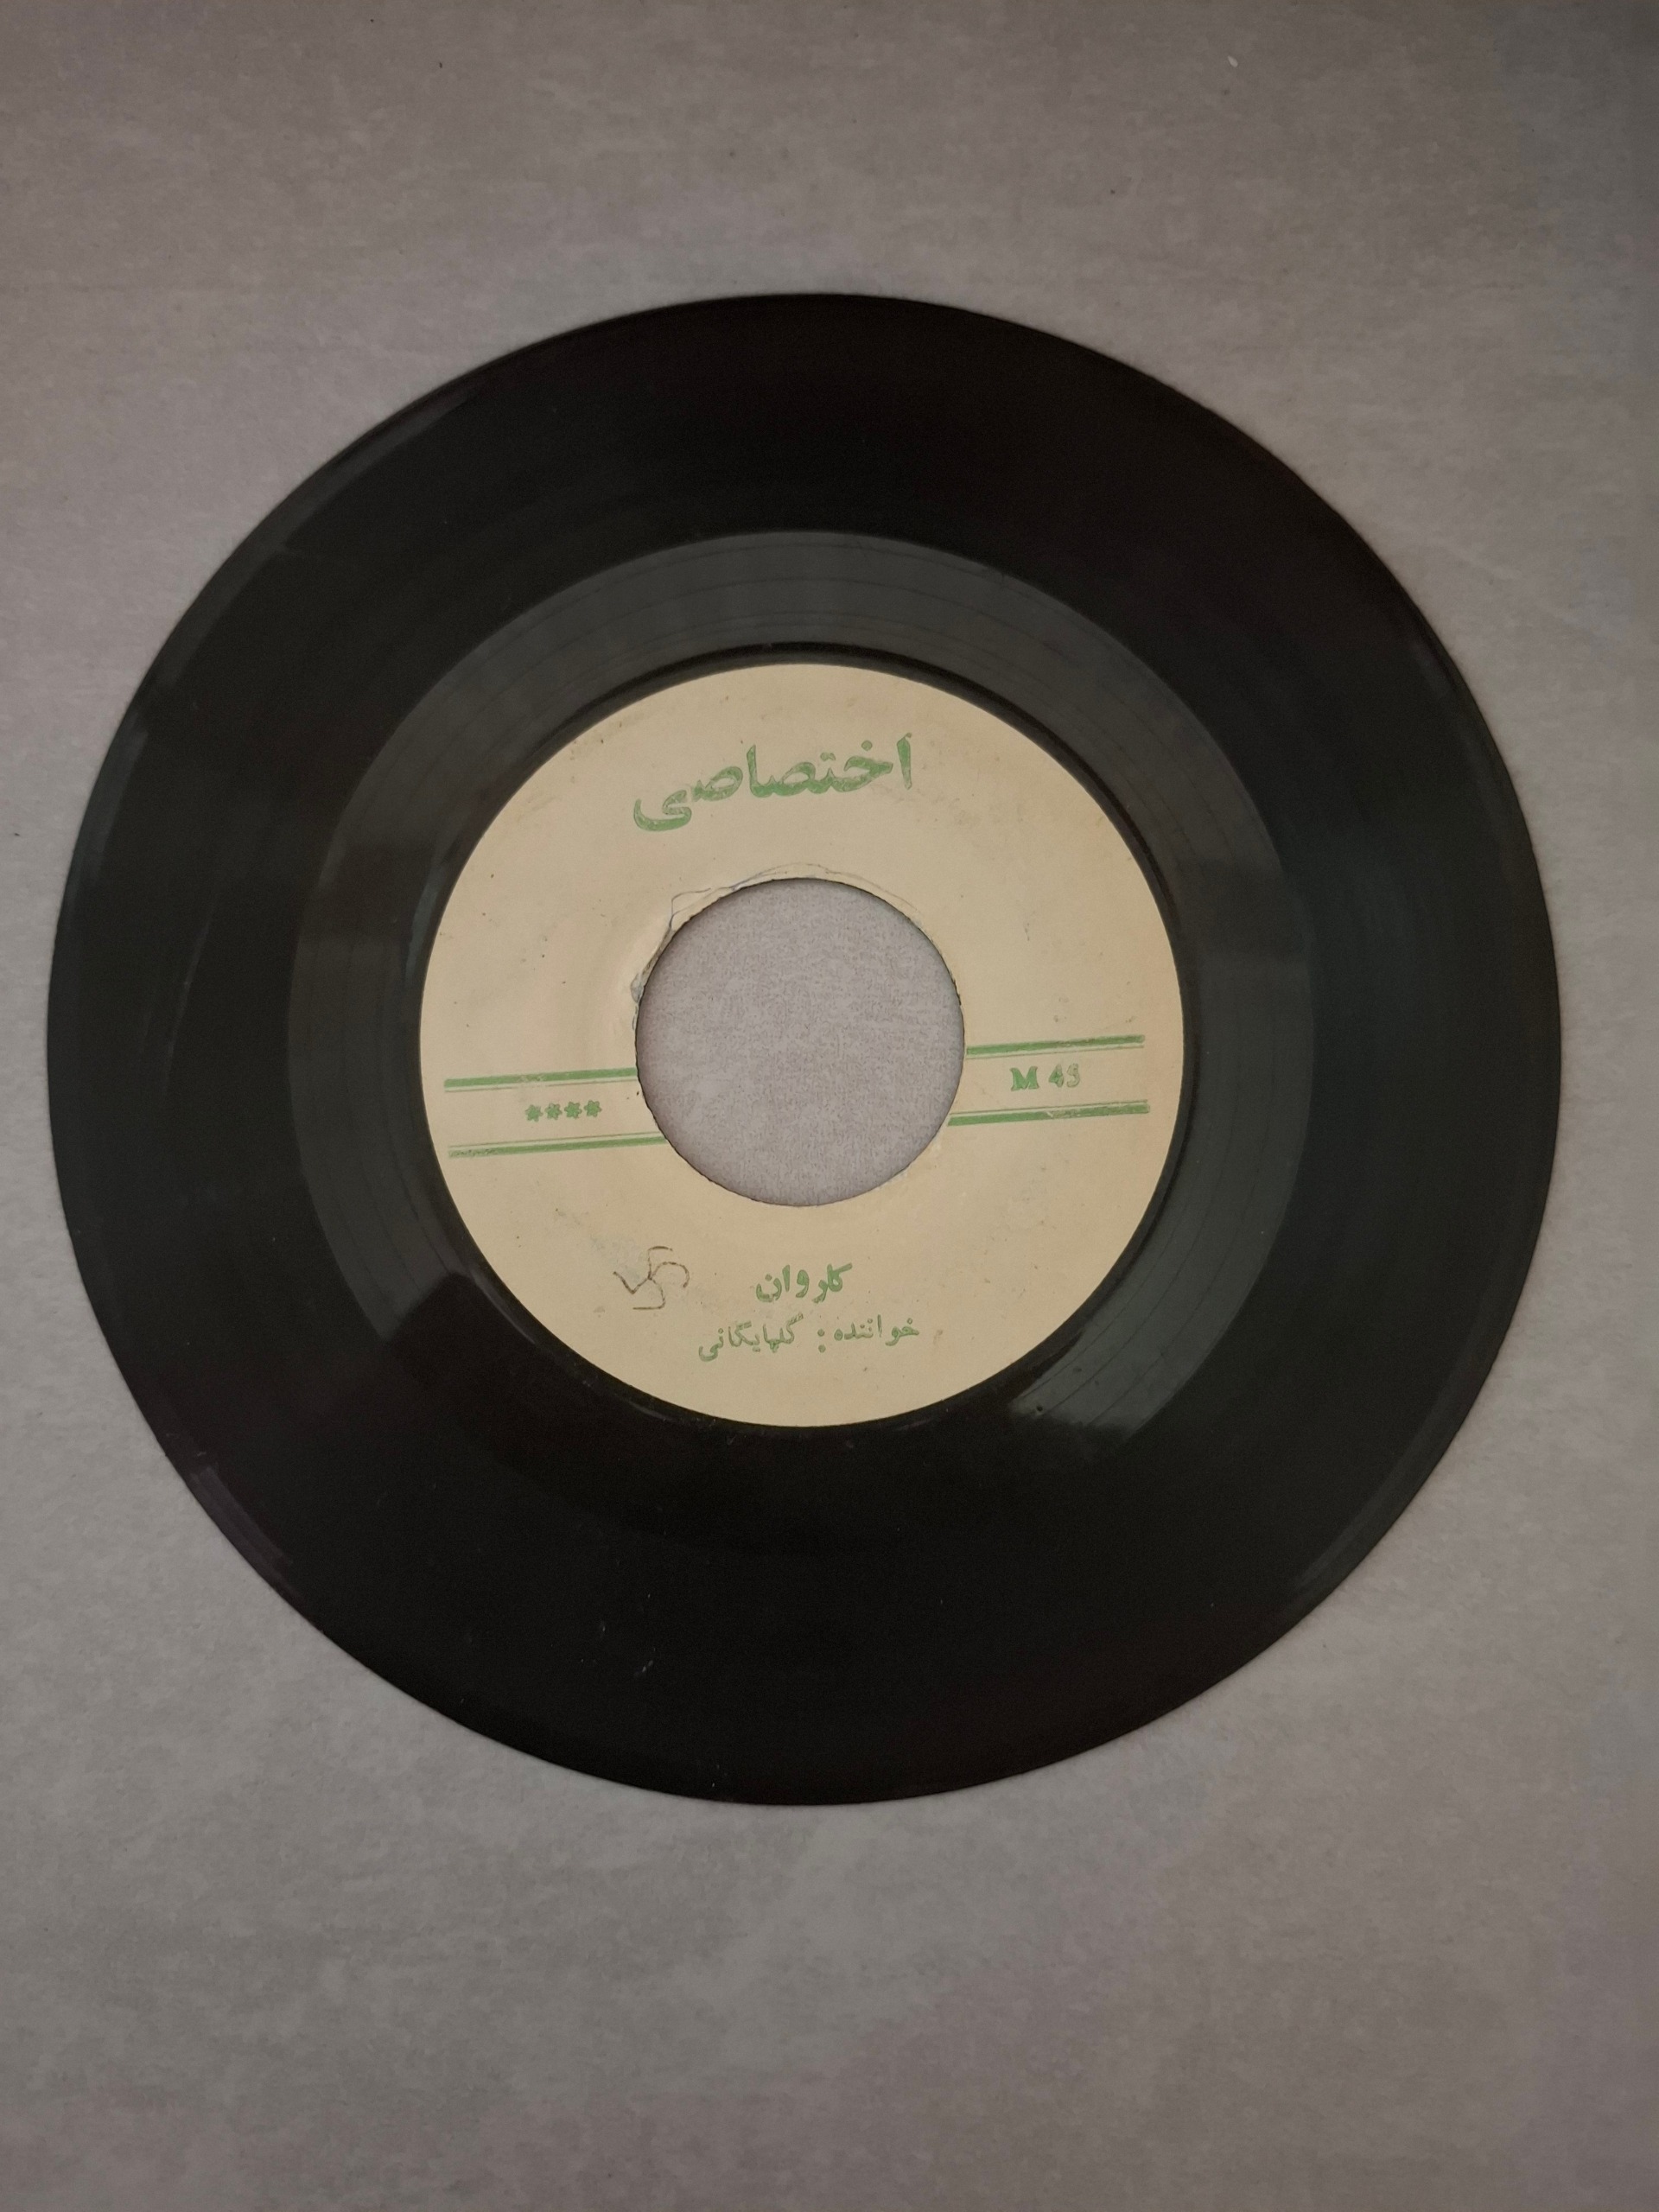 اختصاصی
**** M 45
کاروان
خواننده : گلپایگانی